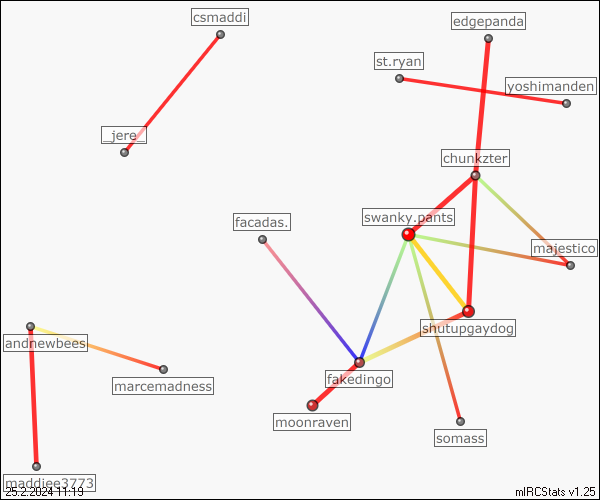 csmaddi
edgepanda
st.ryan
yoshimanden
_jere_
chunkzter
facadas.
swanky.pants
majestico
andnewbees
shutupgaydog
marcemadness
fakedingo
moonraven
somass
maddiee3773
25.2.2024 11:19
mIRCStats v1.25